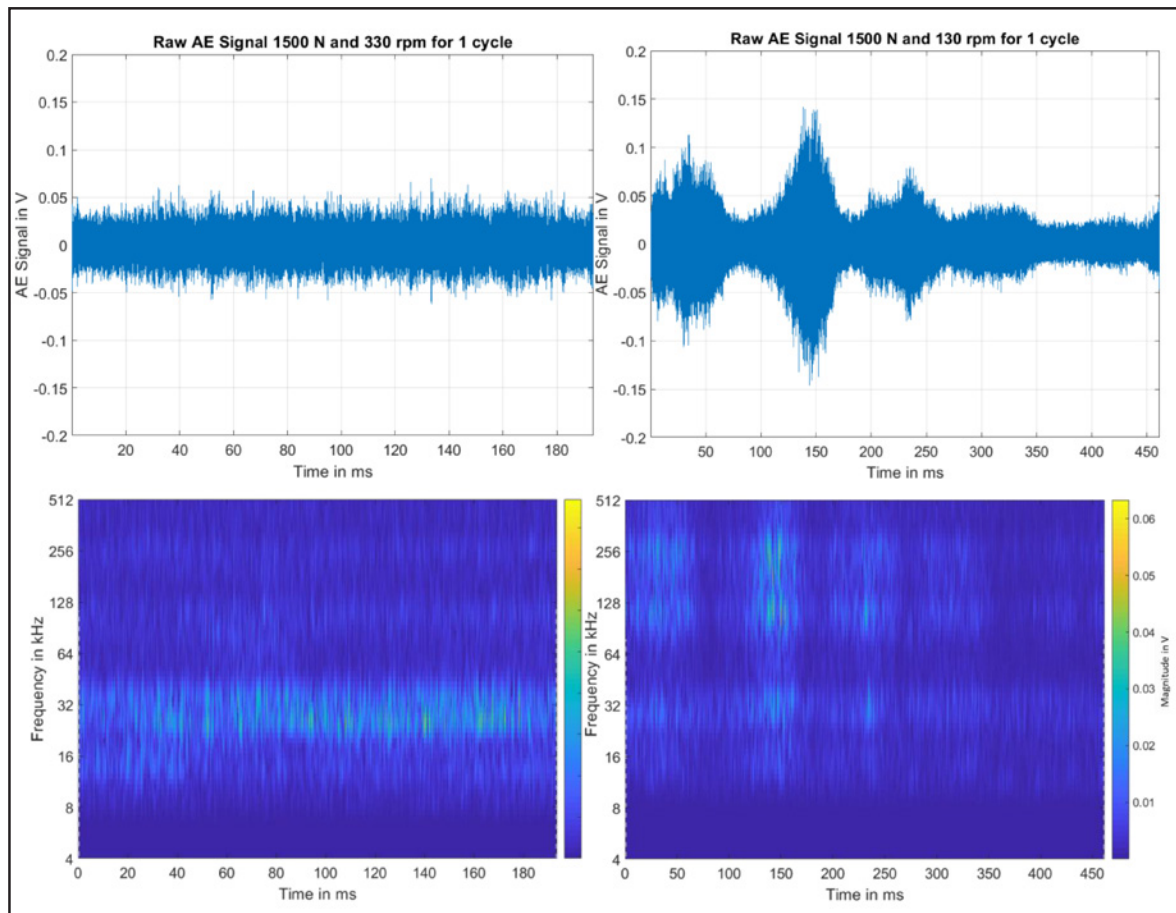 Raw AE Signal 1500 N and 330 rpm for 1 cycle
0.2
0.15
0.1
0.05
0
-0.05
-0.1
-0.15
-0.2
AE Signal in V
20 40 60 80 100 120 140 160 180
Time in ms
Raw AE Signal 1500 N and 130 rpm for 1 cycle
0.2
0.15
0.1
0.05
0
-0.05
-0.1
-0.15
-0.2
AE Signal in V
50 100 150 200 250 300 350 400 450
Time in ms
512
256
128
64
32
16
8
4
Frequency in kHz
0 20 40 60 80 100 120 140 160 180
Time in ms
512
256
128
64
32
16
8
4
Frequency in kHz
0 50 100 150 200 250 300 350 400 450
Time in ms
0.06
0.05
0.04
0.03
0.02
0.01
Magnitude in V